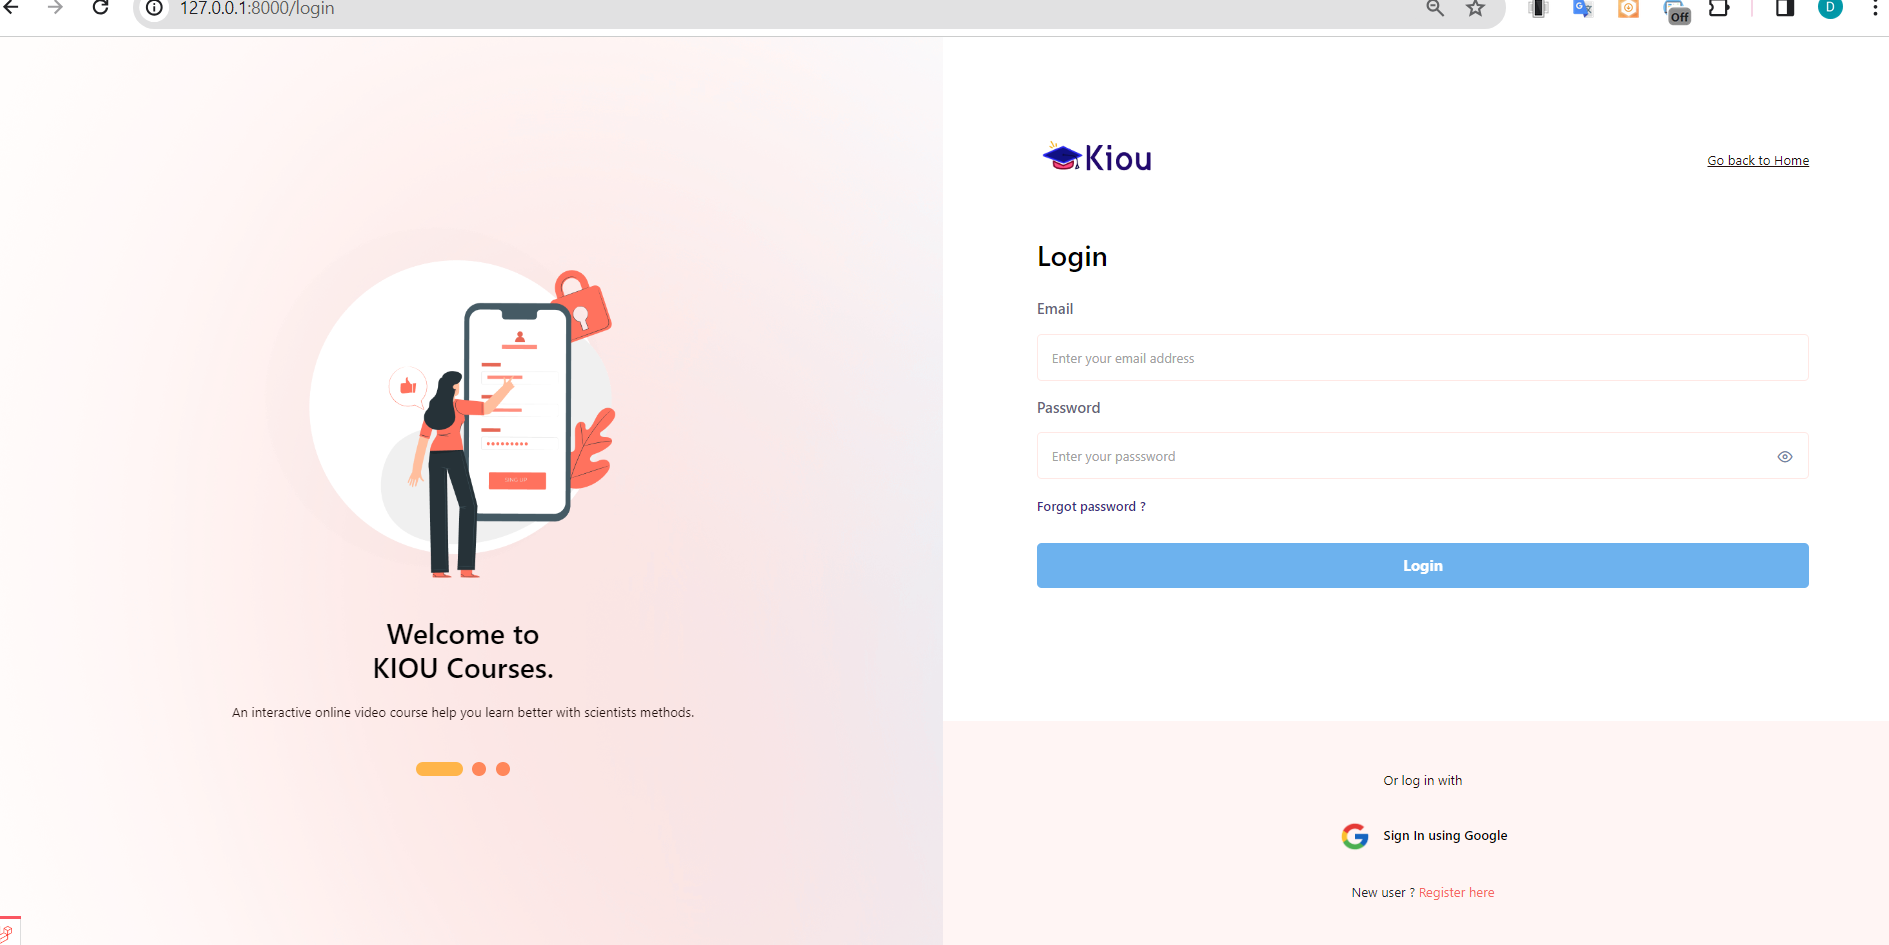 127.0.0.1:8000/login
Off
D
Kiou
Go back to Home
Login
Email
Enter your email address
Password
Enter your passsword
Forgot password ?
Login
SING UP
Welcome to
KIOU Courses.
An interactive online video course help you learn better with scientists methods.
Or log in with
Sign In using Google
New user ? Register here